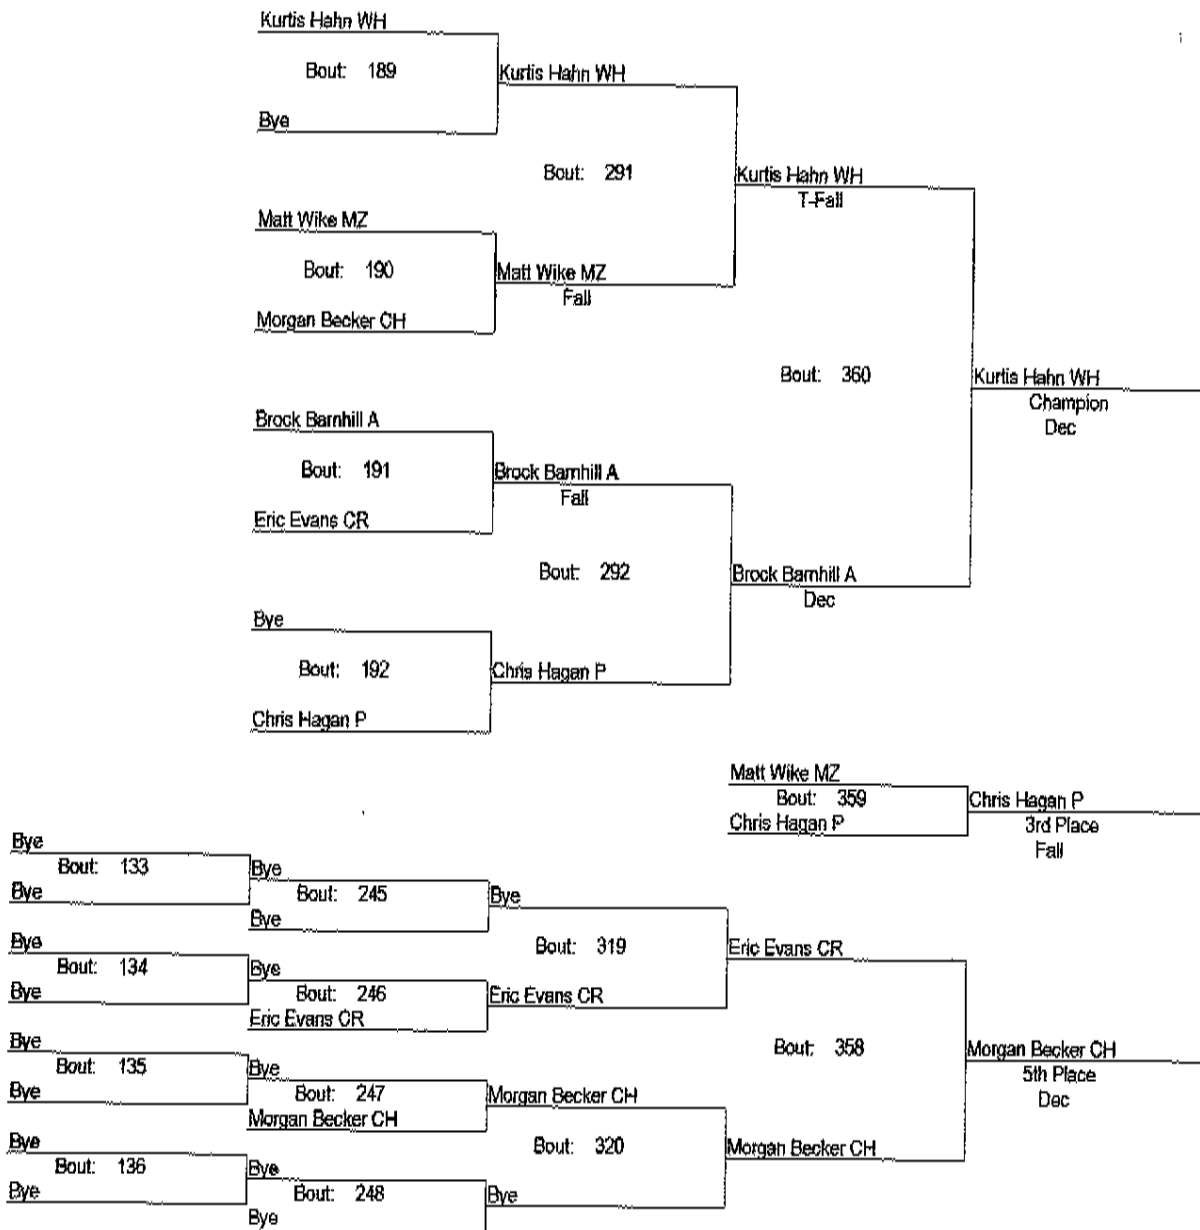 Kurtis Hahn WH
Bout: 189
Kurtis Hahn WH
Bye
Bout: 291
Kurtis Hahn WH
T-Fall
Matt Wike MZ
Bout: 190
Matt Wike MZ
Fall
Morgan Becker CH
Bout: 360
Kurtis Hahn WH
Champion
Dec
Brock Barnhill A
Bout: 191
Brock Barnhill A
Fall
Eric Evans CR
Bout: 292
Brock Barnhill A
Dec
Bye
Bout: 192
Chris Hagan P
Chris Hagan P
Matt Wike MZ
Bout: 359
Chris Hagan P
Chris Hagan P
3rd Place
Fall
Bye
Bout: 133
Bye
Bye
Bout: 245
Bye
Bye
Bout: 319
Eric Evans CR
Bye
Bout: 134
Bye
Bye
Bout: 246
Eric Evans CR
Eric Evans CR
Bout: 358
Morgan Becker CH
5th Place
Dec
Bye
Bout: 135
Bye
Bye
Bout: 247
Morgan Becker CH
Morgan Becker CH
Bout: 320
Morgan Becker CH
Bye
Bout: 136
Bye
Bye
Bout: 248
Bye
Bye